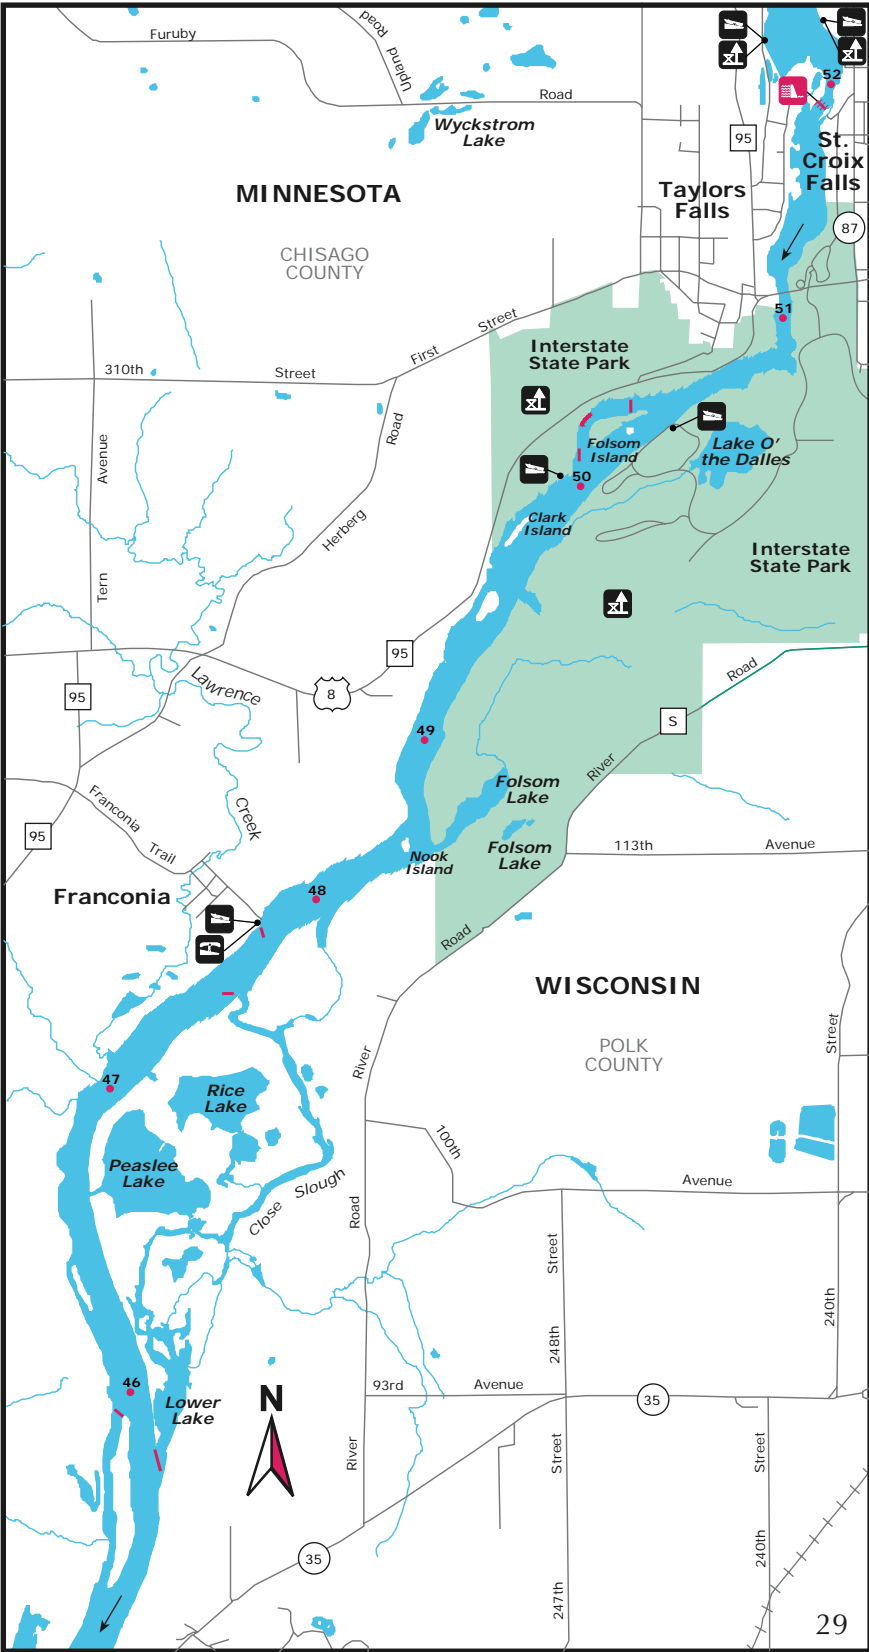 Furuby
Road
Upland
Road
Wyckstrom
Lake
52
95
St.
Croix
Falls
MINNESOTA
Taylors
Falls
87
CHISAGO
COUNTY
51
First
Street
310th
Street
Interstate
State Park
Avenue
Road
Folsom
Island
Lake O'
the Dalles
50
Clark
Island
Herberg
Interstate
State Park
Tern
95
Road
Lawrence
8
95
S
49
River
Folsom
Lake
Franconia
Trail
Creek
95
113th
Avenue
Folsom
Lake
Nook
Island
Franconia
48
Road
WISCONSIN
Street
POLK
COUNTY
River
47
Rice
Lake
100th
Peaslee
Lake
Close
Slough
Avenue
Road
Street
240th
248th
46
93rd
Avenue
35
Lower
Lake
N
River
Street
Street
35
240th
247th
29